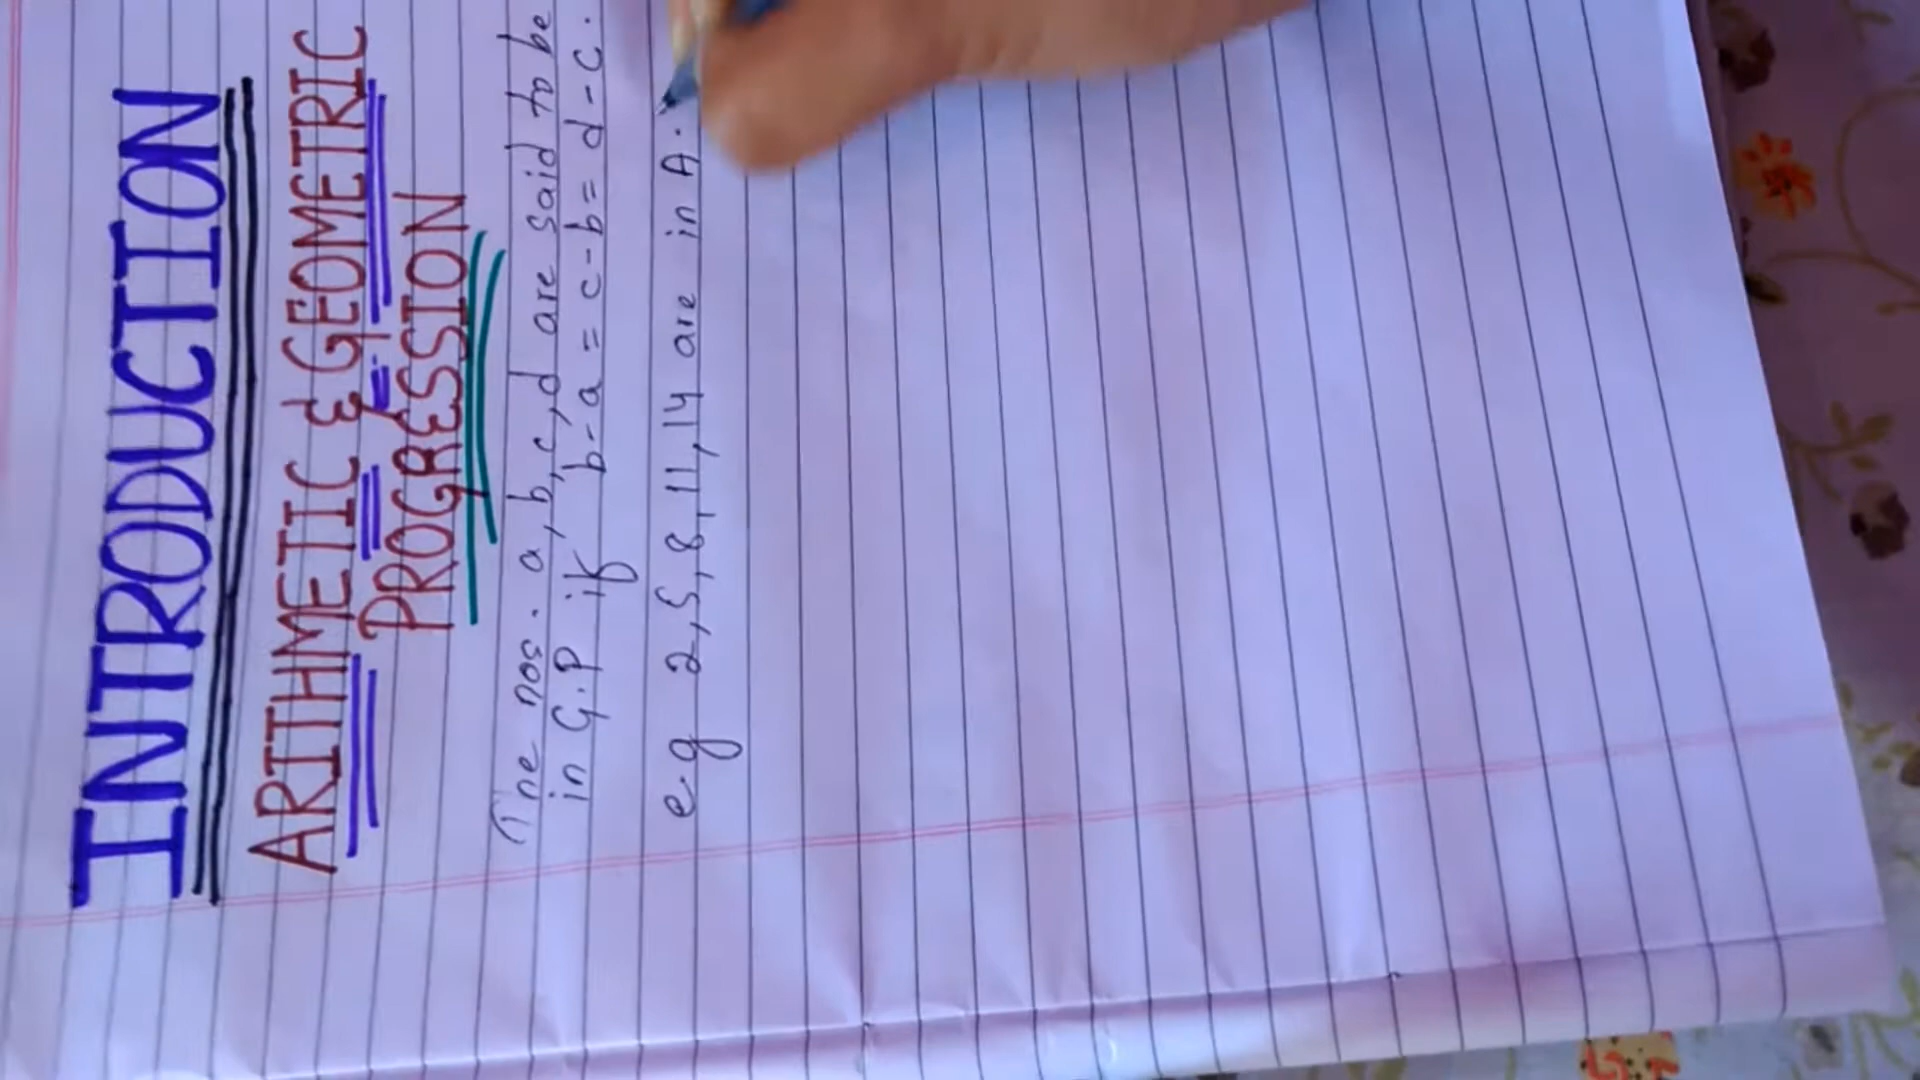 INTRODUCTION
ARITHMETIC & GEOMETRIC
PROGRESSION
The nos. a, b, c, d are said to be
in G.P if b-a = c-b = d-c.
e.g 2, 5, 8, 11, 14 are in A.